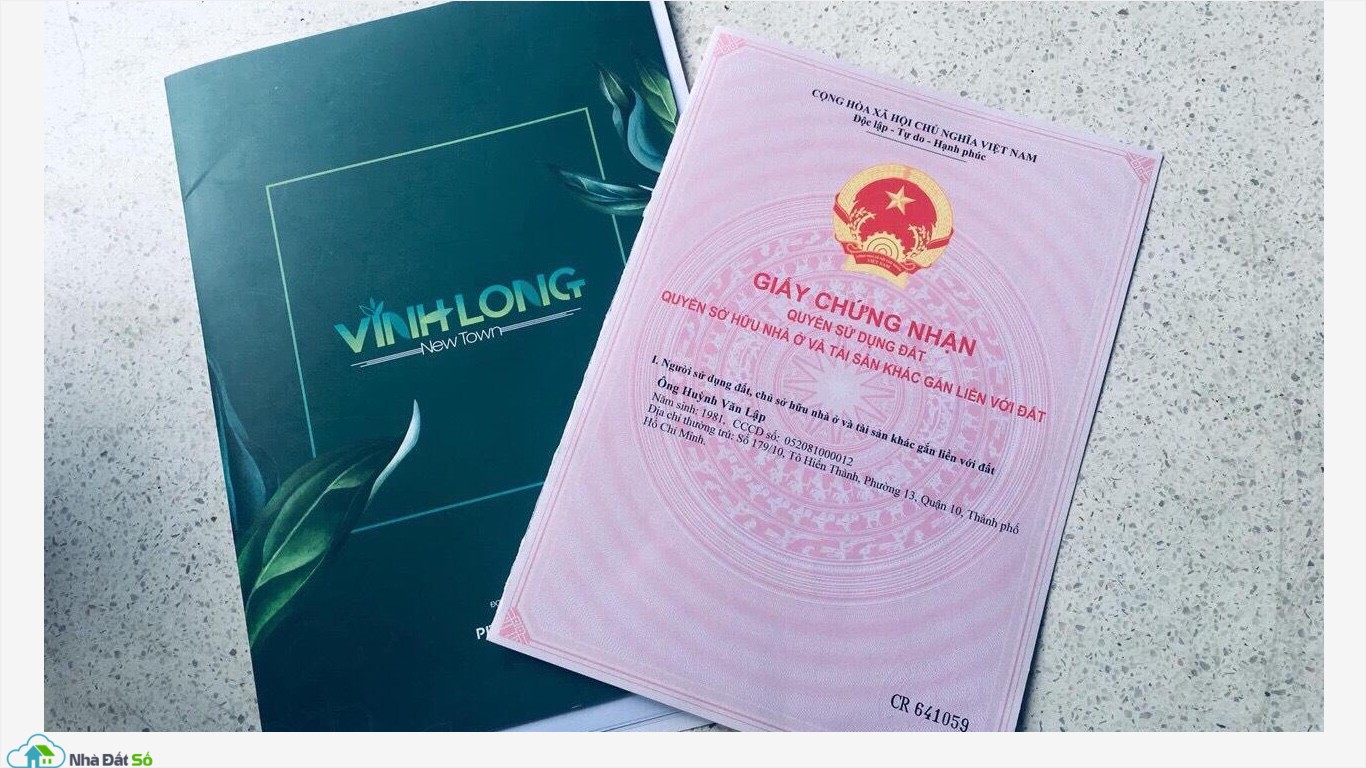 VĨNH LONG
New Town
CỘNG HÒA XÃ HỘI CHỦ NGHĨA VIỆT NAM
Độc lập - Tự do - Hạnh phúc
VIỆT NAM
GIẤY CHỨNG NHẬN
QUYỀN SỬ DỤNG ĐẤT
QUYỀN SỞ HỮU NHÀ Ở VÀ TÀI SẢN KHÁC GẮN LIỀN VỚI ĐẤT
I. Người sử dụng đất, chủ sở hữu nhà ở và tài sản khác gắn liền với đất
Ông Huỳnh Văn Lập
Năm sinh: 1981, CCCD số: 052081000012
Địa chỉ thường trú: Số 179/10, Tô Hiến Thành, Phường 13, Quận 10, Thành phố
Hồ Chí Minh.
CR 641059
Nhà Đất Số